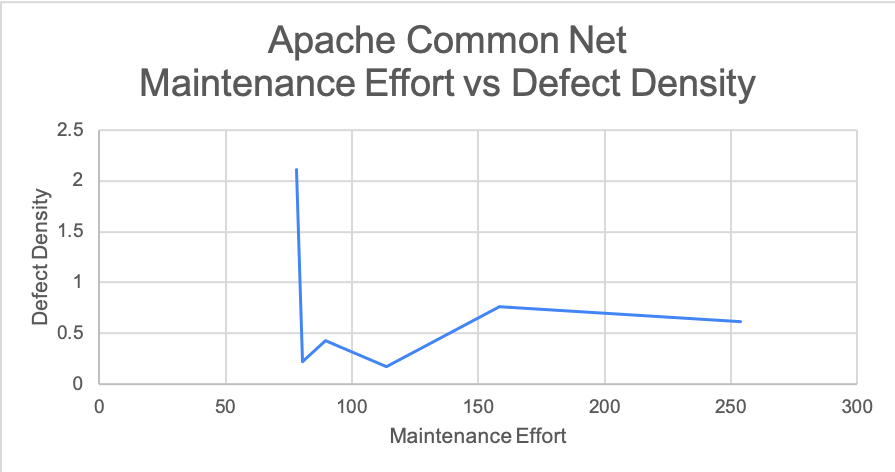 Apache Common Net
Maintenance Effort vs Defect Density
2.5
2
1.5
1
0.5
0
Defect Density
0 50 100 150 200 250 300
Maintenance Effort